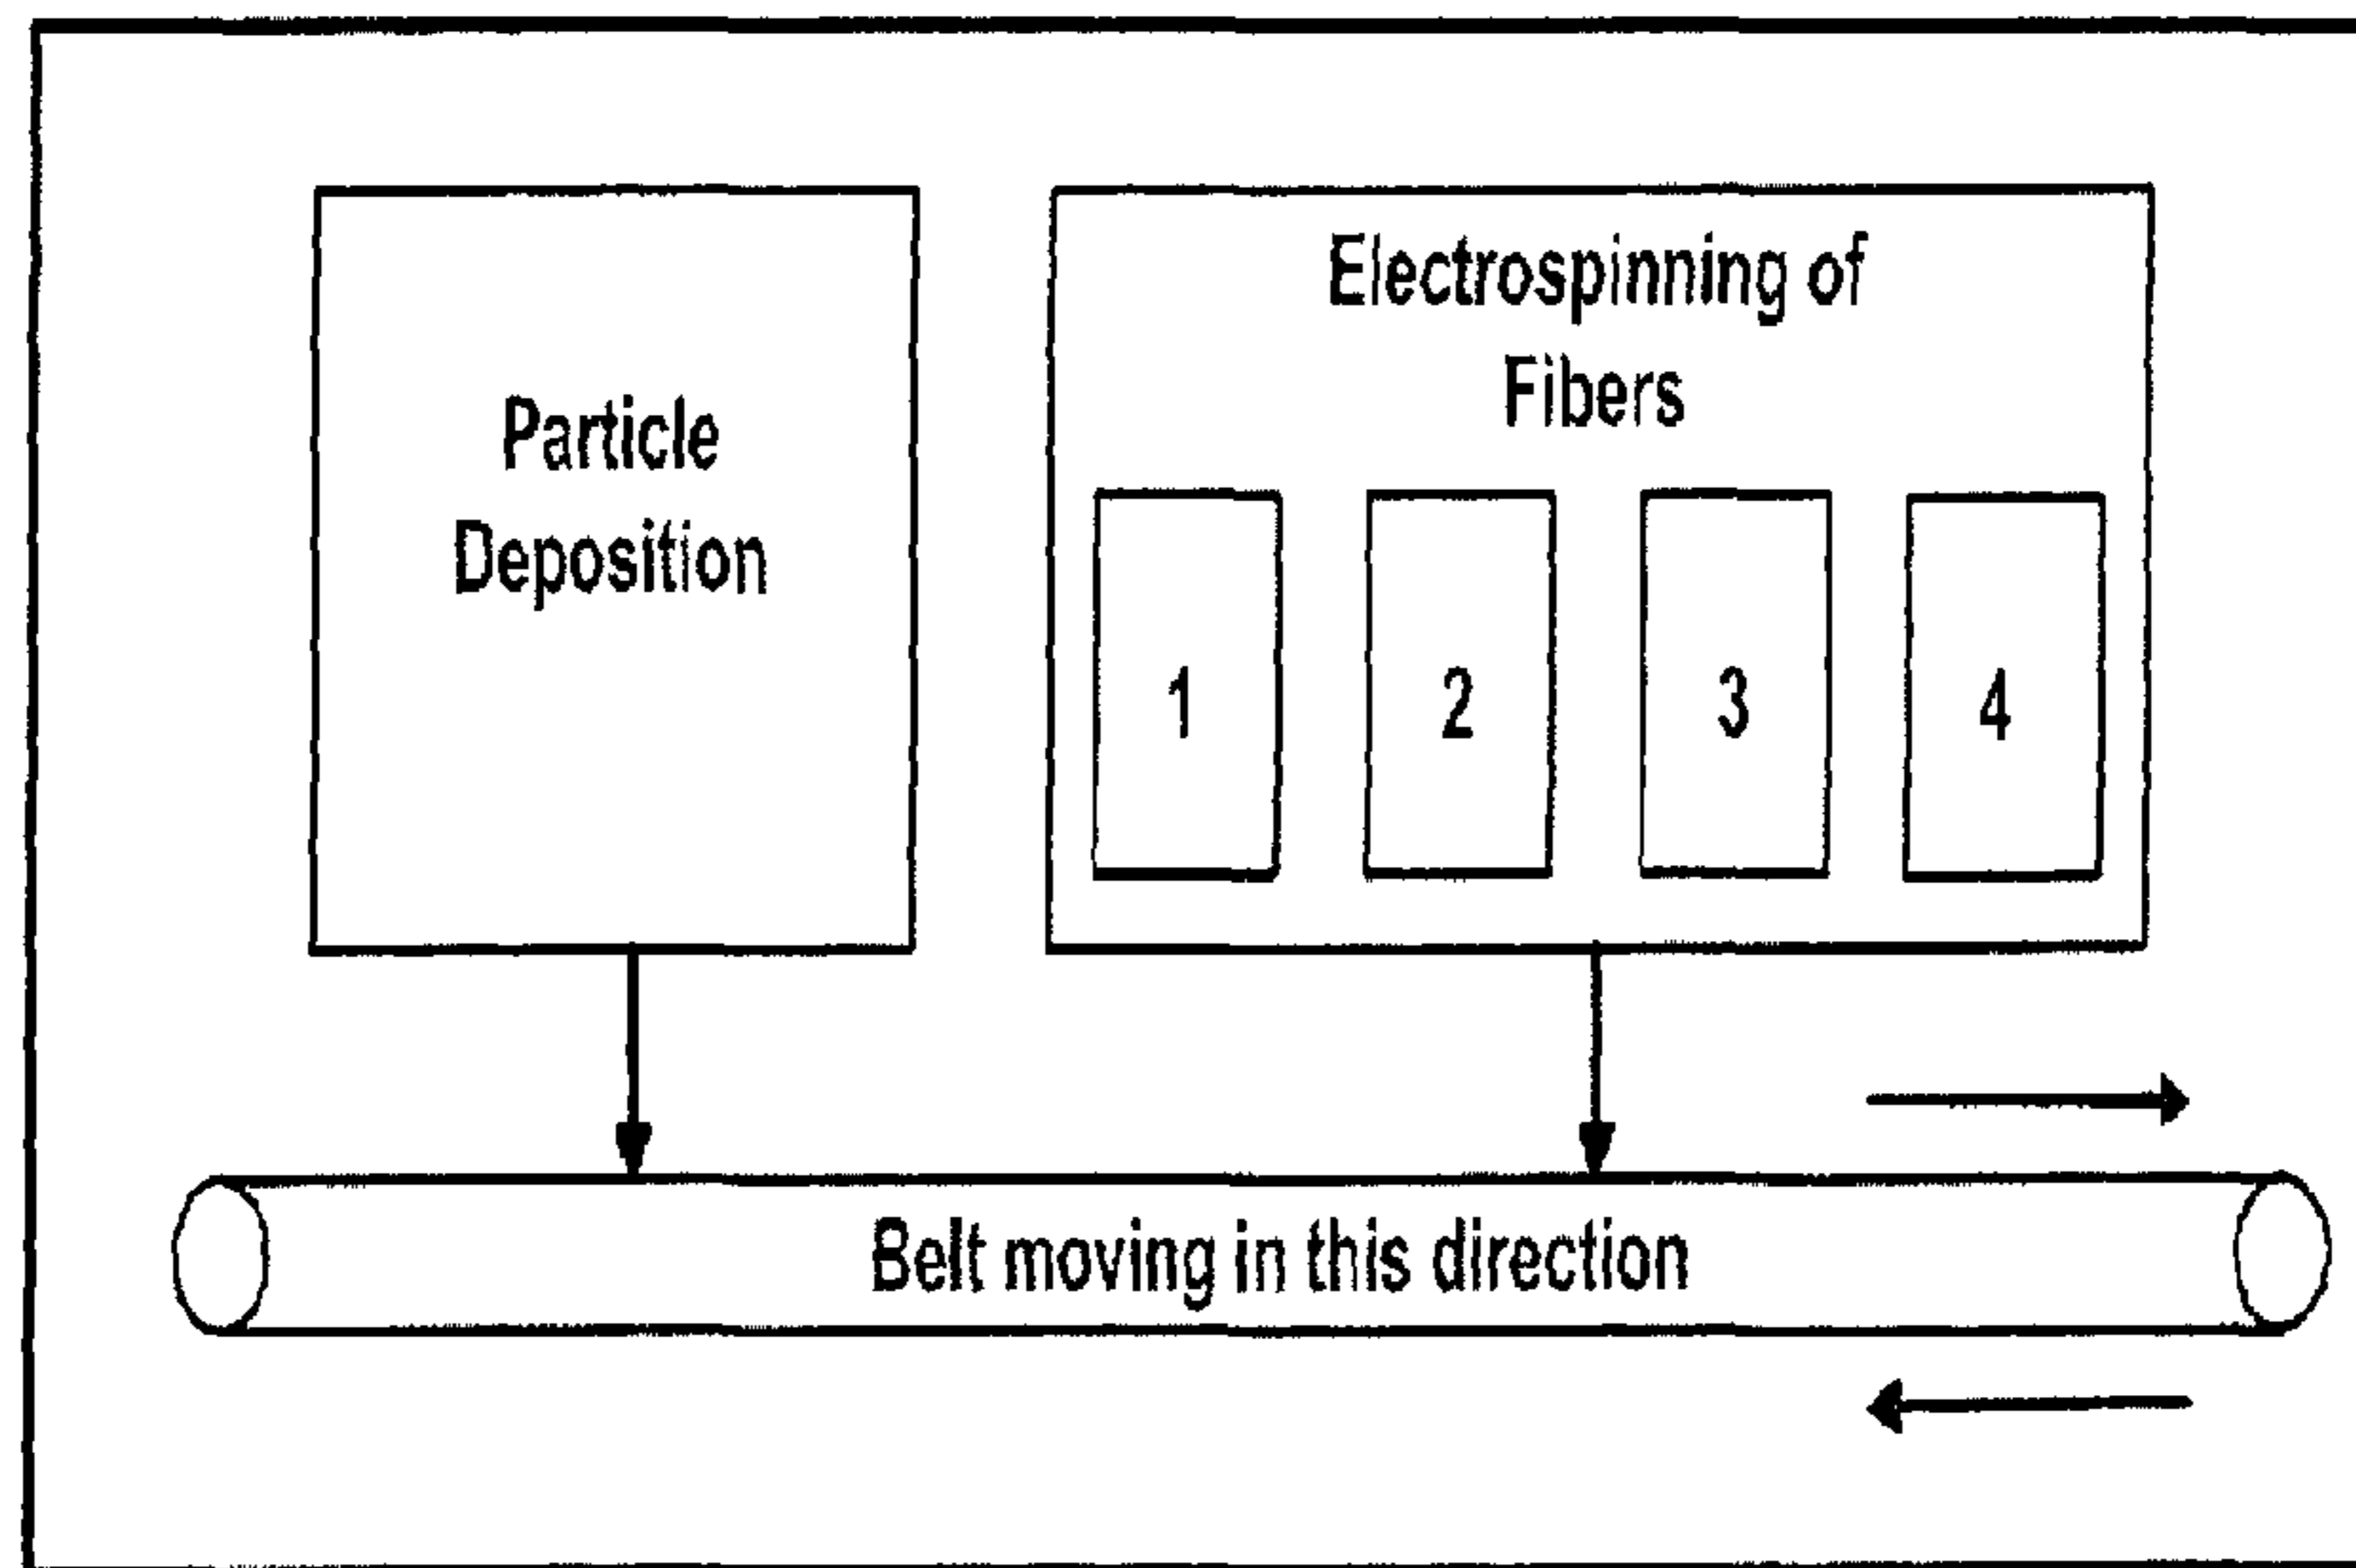 Particle
Deposition
Electrospinning of
Fibers
1
2
3
4
Belt moving in this direction